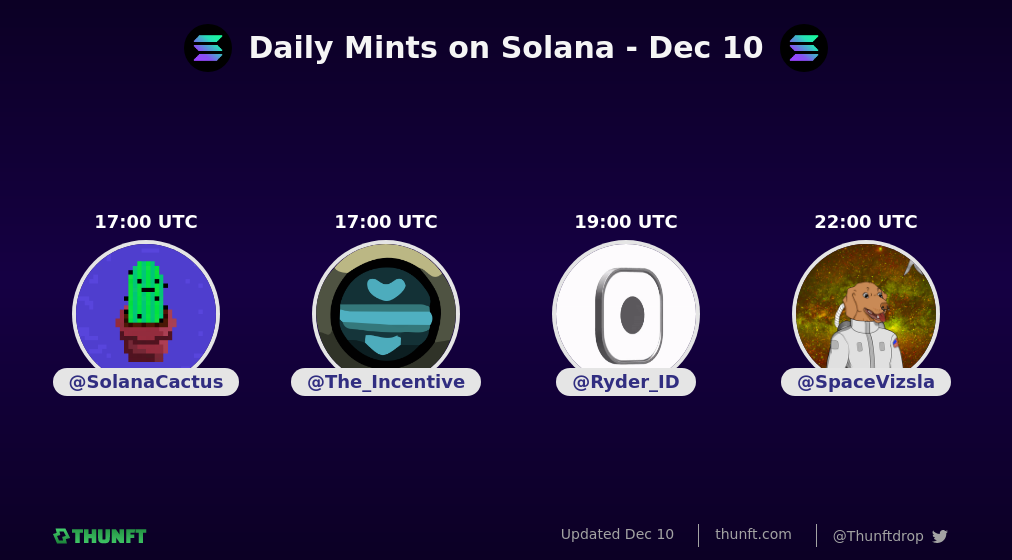 Daily Mints on Solana - Dec 10
17:00 UTC
17:00 UTC
19:00 UTC
22:00 UTC
@SolanaCactus
@The_Incentive
@Ryder_ID
@SpaceVizsla
THUNFT
Updated Dec 10
thunft.com
@Thunftdrop